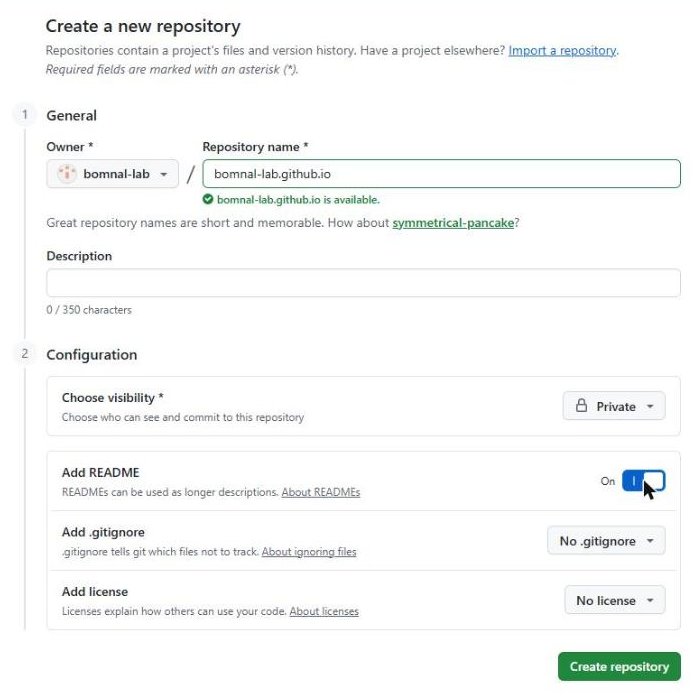 Create a new repository
Repositories contain a project's files and version history. Have a project elsewhere? Import a repository.
Required fields are marked with an asterisk (*).
1 General
Owner * Repository name *
bomnal-lab / bomnal-lab.github.io
bomnal-lab.github.io is available.
Great repository names are short and memorable. How about symmetrical-pancake?
Description
0 / 350 characters
2 Configuration
Choose visibility *
Choose who can see and commit to this repository
Private
Add README
READMEs can be used as longer descriptions. About READMEs
On
Add .gitignore
.gitignore tells git which files not to track. About ignoring files
No .gitignore
Add license
Licenses explain how others can use your code. About licenses
No license
Create repository